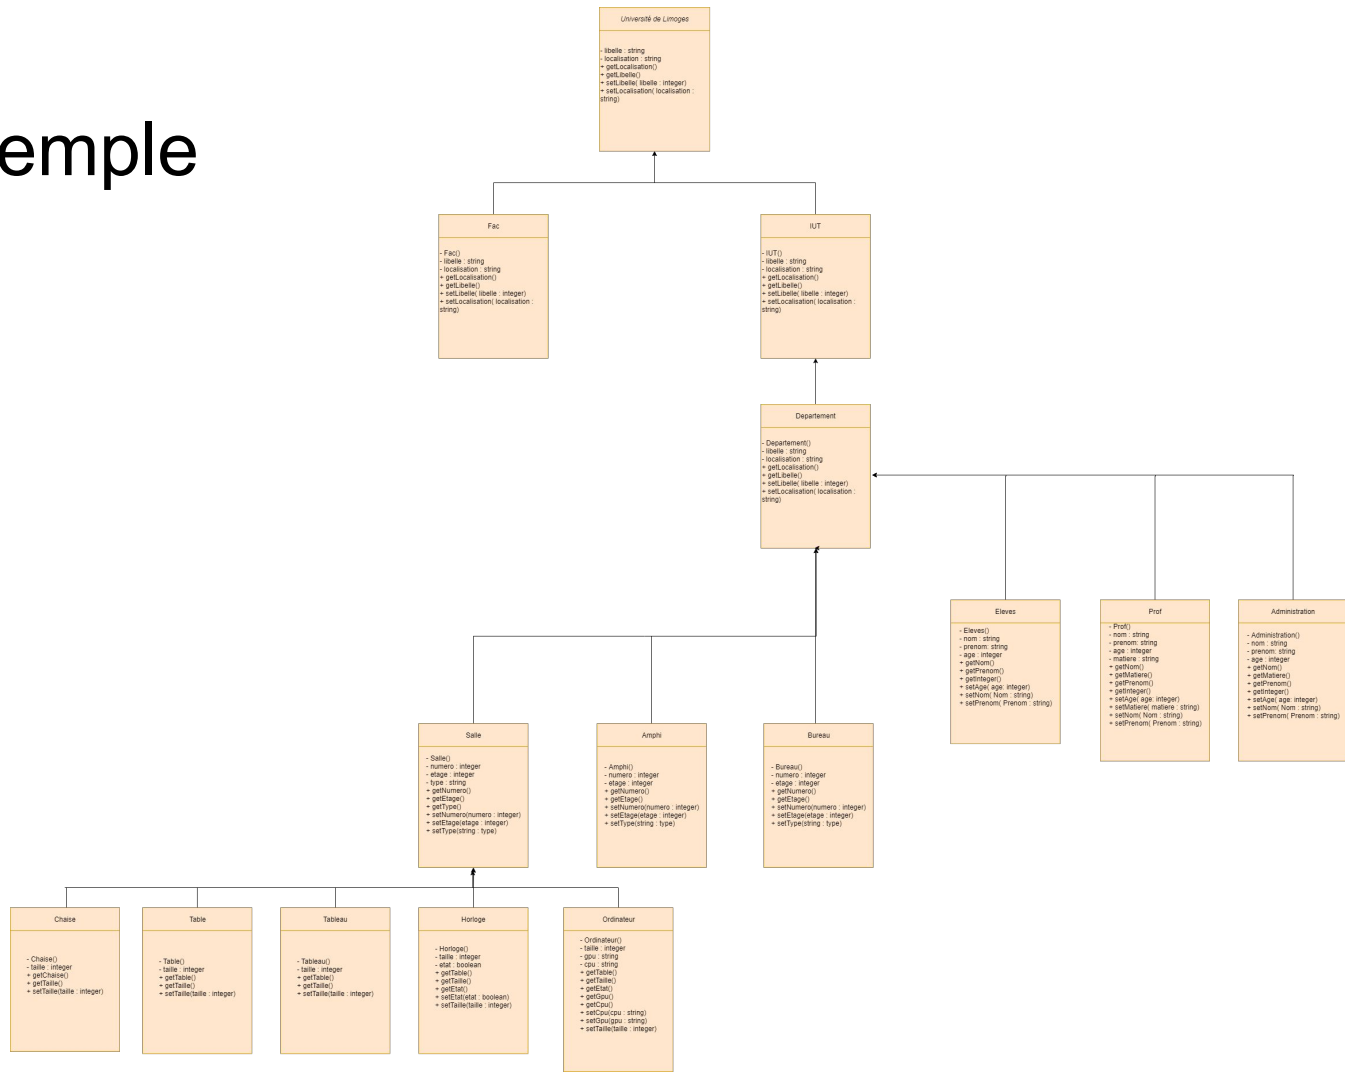 emple
Université de Limoges
- libelle : string
- localisation : string
+ getLocalisation()
+ getLibelle()
+ setLibelle( libelle : integer)
+ setLocalisation( localisation :
string)
Fac
- Fac()
- libelle : string
- localisation : string
+ getLocalisation()
+ getLibelle()
+ setLibelle( libelle : integer)
+ setLocalisation( localisation :
string)
IUT
- IUT()
- libelle : string
- localisation : string
+ getLocalisation()
+ getLibelle()
+ setLibelle( libelle : integer)
+ setLocalisation( localisation :
string)
Departement
- Departement()
- libelle : string
- localisation : string
+ getLocalisation()
+ getLibelle()
+ setLibelle( libelle : integer)
+ setLocalisation( localisation :
string)
Eleves
- Eleves()
- nom : string
- prenom: string
- age : integer
+ getNom()
+ getPrenom()
+ getInteger()
+ setAge( age: integer)
+ setNom( Nom : string)
+ setPrenom( Prenom : string)
Prof
- Prof()
- nom : string
- prenom: string
- age : integer
- matiere : string
+ getNom()
+ getMatiere()
+ getPrenom()
+ getInteger()
+ setAge( age: integer)
+ setMatiere( matiere : string)
+ setNom( Nom : string)
+ setPrenom( Prenom : string)
Administration
- Administration()
- nom : string
- prenom: string
- age : integer
+ getNom()
+ getMatiere()
+ getPrenom()
+ getInteger()
+ setAge( age: integer)
+ setNom( Nom : string)
+ setPrenom( Prenom : string)
Salle
- Salle()
- numero : integer
- etage : integer
- type : string
+ getNumero()
+ getEtage()
+ getType()
+ setNumero(numero : integer)
+ setEtage(etage : integer)
+ setType(string : type)
Amphi
- Amphi()
- numero : integer
- etage : integer
+ getNumero()
+ getEtage()
+ setNumero(numero : integer)
+ setEtage(etage : integer)
+ setType(string : type)
Bureau
- Bureau()
- numero : integer
- etage : integer
+ getNumero()
+ getEtage()
+ setNumero(numero : integer)
+ setEtage(etage : integer)
+ setType(string : type)
Chaise
- Chaise()
- taille : integer
+ getChaise()
+ getTaille()
+ setTaille(taille : integer)
Table
- Table()
- taille : integer
+ getTable()
+ getTaille()
+ setTaille(taille : integer)
Tableau
- Tableau()
- taille : integer
+ getTable()
+ getTaille()
+ setTaille(taille : integer)
Horloge
- Horloge()
- taille : integer
- etat : boolean
+ getTable()
+ getTaille()
+ getEtat()
+ setEtat(etat : boolean)
+ setTaille(taille : integer)
Ordinateur
- Ordinateur()
- taille : integer
- gpu : string
- cpu : string
+ getTable()
+ getTaille()
+ getEtat()
+ getGpu()
+ getCpu()
+ setCpu(cpu : string)
+ setGpu(gpu : string)
+ setTaille(taille : integer)